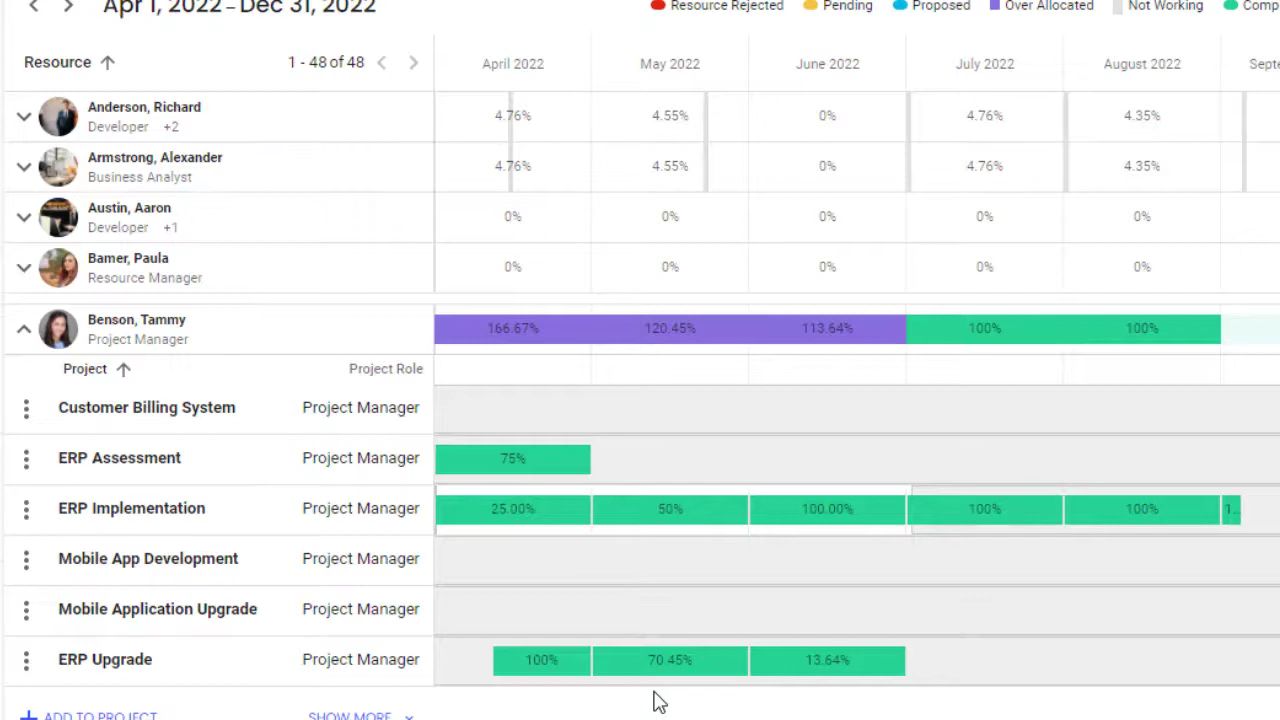 Apr 1, 2022 – Dec 31, 2022
Resource Rejected Pending Proposed Over Allocated Not Working
Resource 1 - 48 of 48 April 2022 May 2022 June 2022 July 2022 August 2022
Anderson, Richard
Developer +2
4.76% 4.55% 0% 4.76% 4.35%
Armstrong, Alexander
Business Analyst
4.76% 4.55% 0% 4.76% 4.35%
Austin, Aaron
Developer +1
0% 0% 0% 0% 0%
Bamer, Paula
Resource Manager
0% 0% 0% 0% 0%
Benson, Tammy
Project Manager
166.67% 120.45% 113.64% 100% 100%
Project Project Role
Customer Billing System Project Manager
ERP Assessment Project Manager 75%
ERP Implementation Project Manager 25.00% 50% 100.00% 100% 100% 1...
Mobile App Development Project Manager
Mobile Application Upgrade Project Manager
ERP Upgrade Project Manager 100% 70.45% 13.64%
ADD TO PROJECT SHOW MORE